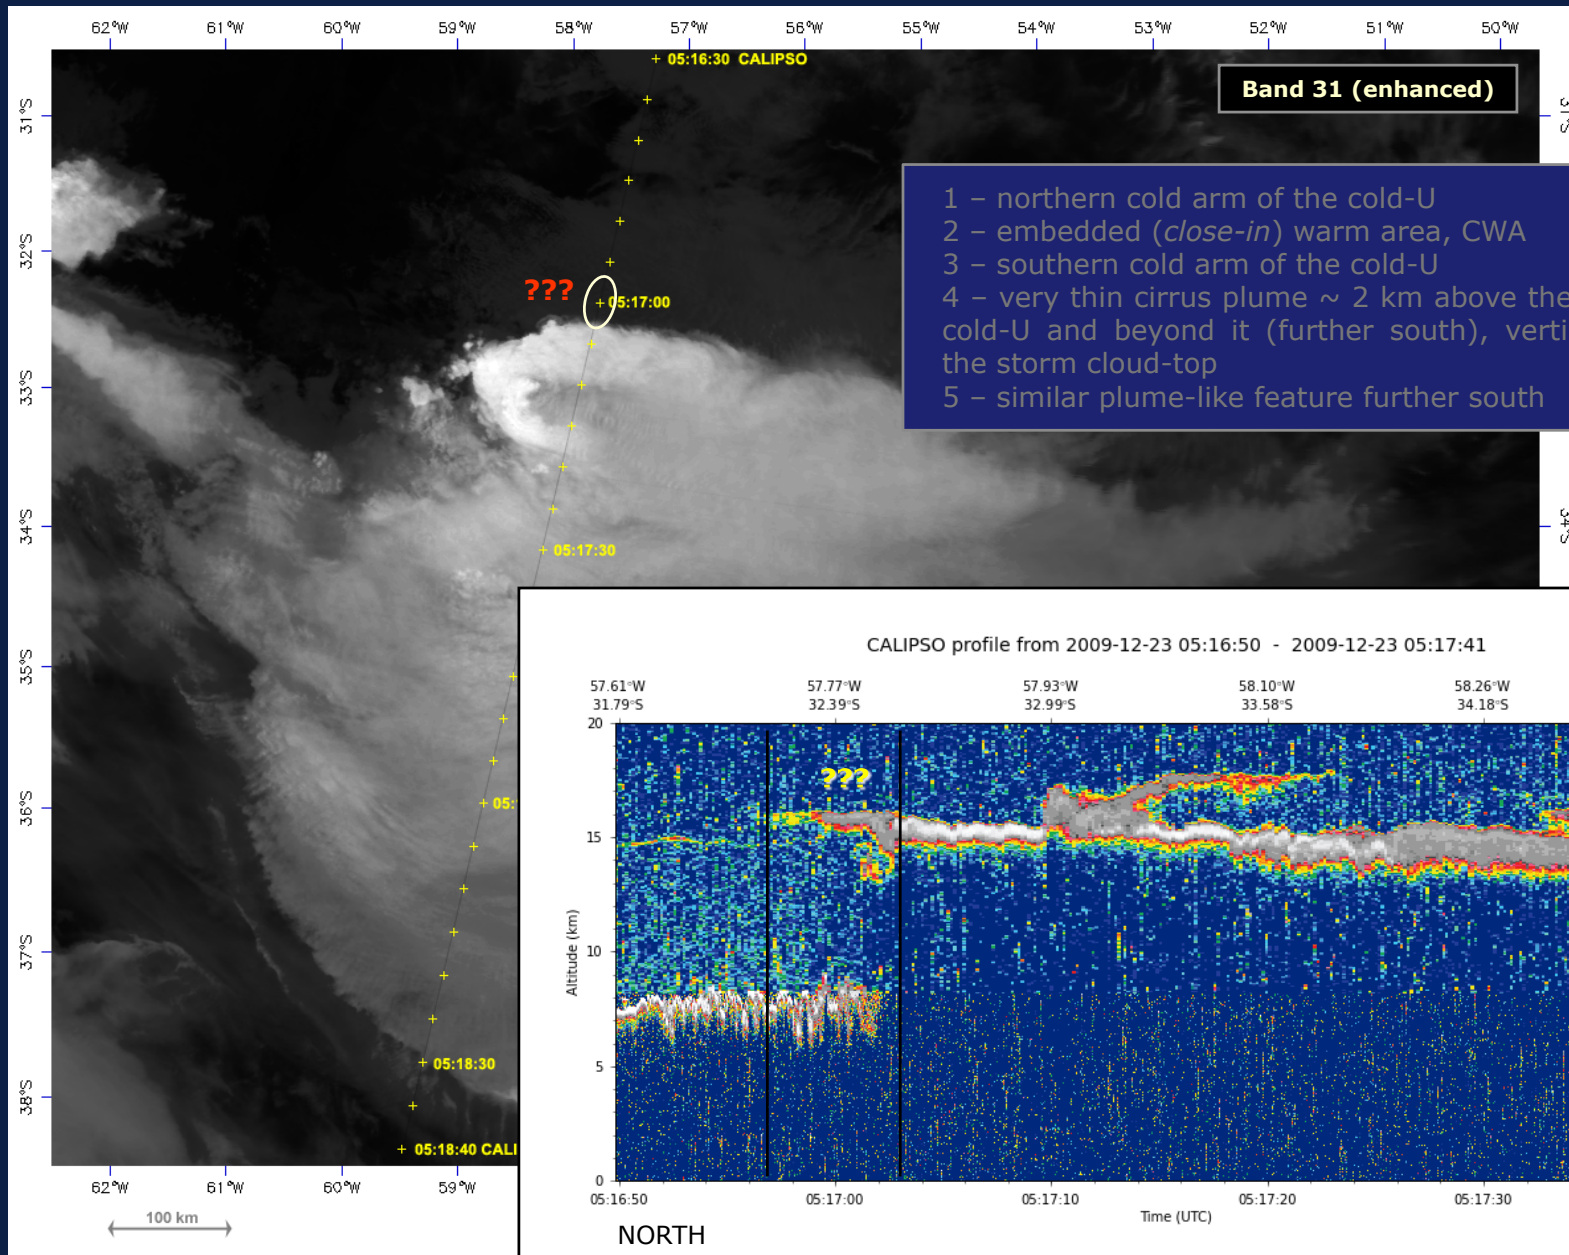 62°W 61°W 60°W 59°W 58°W 57°W 56°W 55°W 54°W 53°W 52°W 51°W 50°W
05:16:30 CALIPSO
Band 31 (enhanced)
31°S
32°S
33°S
34°S
35°S
36°S
37°S
38°S
34°S
1 – northern cold arm of the cold-U
2 – embedded (close-in) warm area, CWA
3 – southern cold arm of the cold-U
4 – very thin cirrus plume ~ 2 km above the
cold-U and beyond it (further south), verti
the storm cloud-top
5 – similar plume-like feature further south
???
05:17:00
05:17:30
05:18:30
05:18:40 CALI
62°W 61°W 60°W 59°W
100 km
CALIPSO profile from 2009-12-23 05:16:50 - 2009-12-23 05:17:41
57.61°W 57.77°W 57.93°W 58.10°W 58.26°W
31.79°S 32.39°S 32.99°S 33.58°S 34.18°S
???
20
15
10
5
0
Altitude (km)
05:16:50 05:17:00 05:17:10 05:17:20 05:17:30
Time (UTC)
NORTH